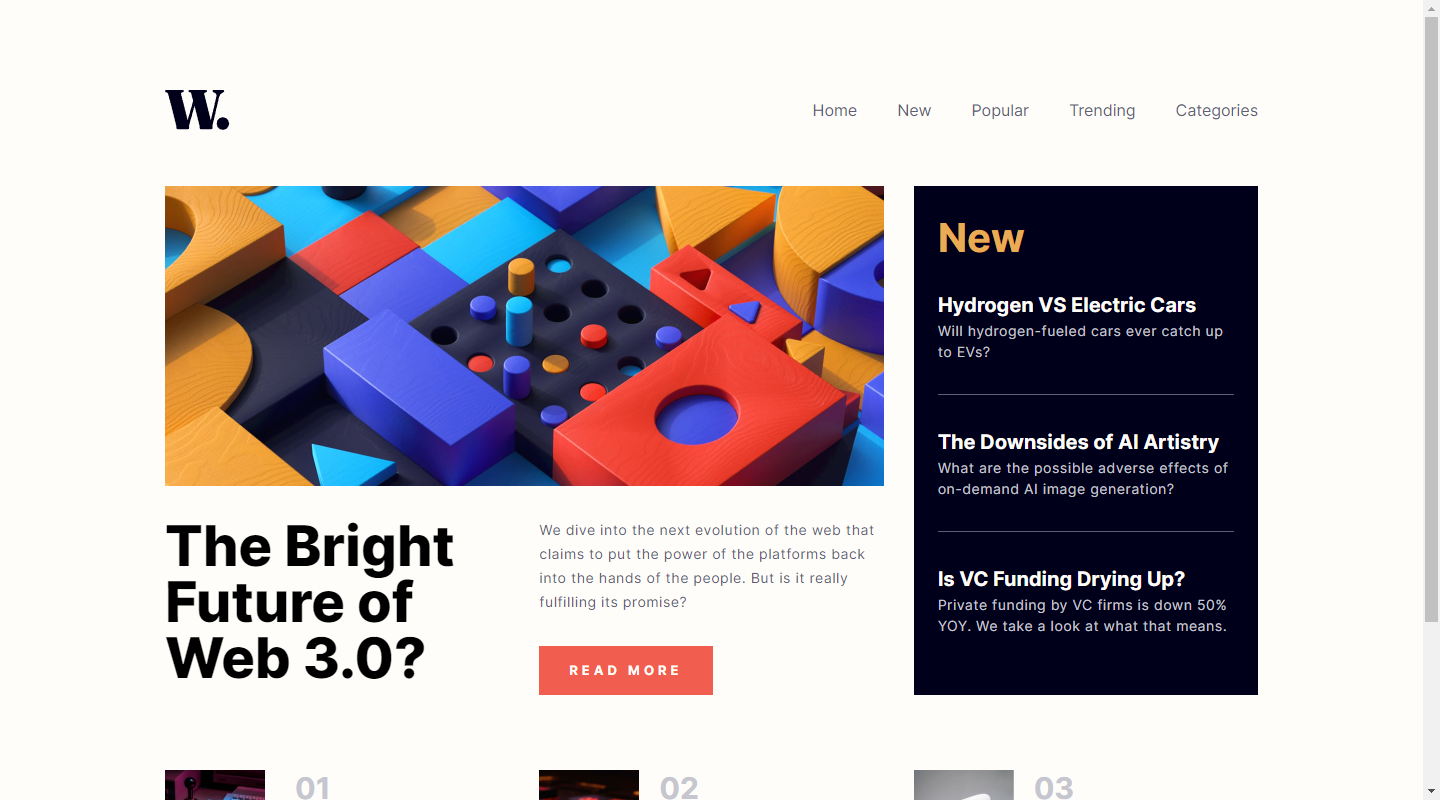 W.
Home New Popular Trending Categories
New
Hydrogen VS Electric Cars
Will hydrogen-fueled cars ever catch up
to EVs?
The Downsides of AI Artistry
What are the possible adverse effects of
on-demand AI image generation?
Is VC Funding Drying Up?
Private funding by VC firms is down 50%
YOY. We take a look at what that means.
The Bright
Future of
Web 3.0?
We dive into the next evolution of the web that
claims to put the power of the platforms back
into the hands of the people. But is it really
fulfilling its promise?
READ MORE
01
02
03